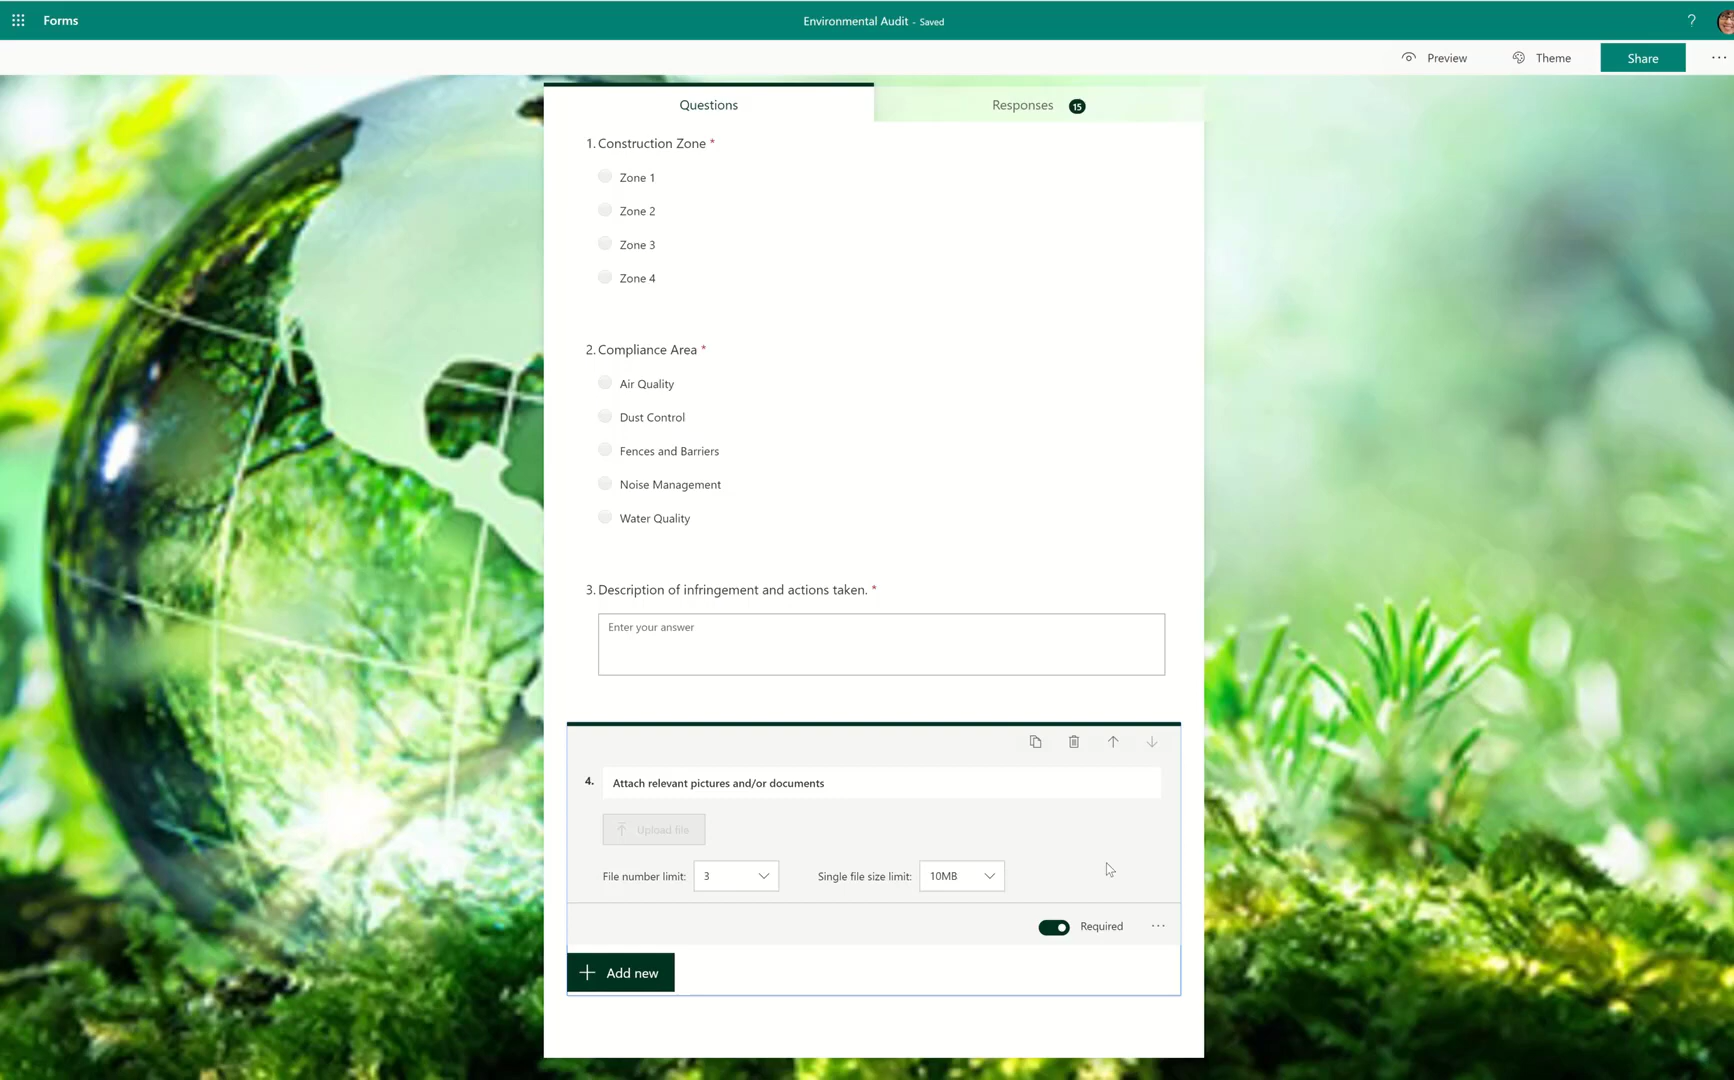 Forms
Environmental Audit - Saved
?
Preview
Theme
Share
Questions
Responses 15
1. Construction Zone *
Zone 1
Zone 2
Zone 3
Zone 4
2. Compliance Area *
Air Quality
Dust Control
Fences and Barriers
Noise Management
Water Quality
3. Description of infringement and actions taken. *
Enter your answer
4. Attach relevant pictures and/or documents
Upload file
File number limit: 3 Single file size limit: 10MB
Required
Add new